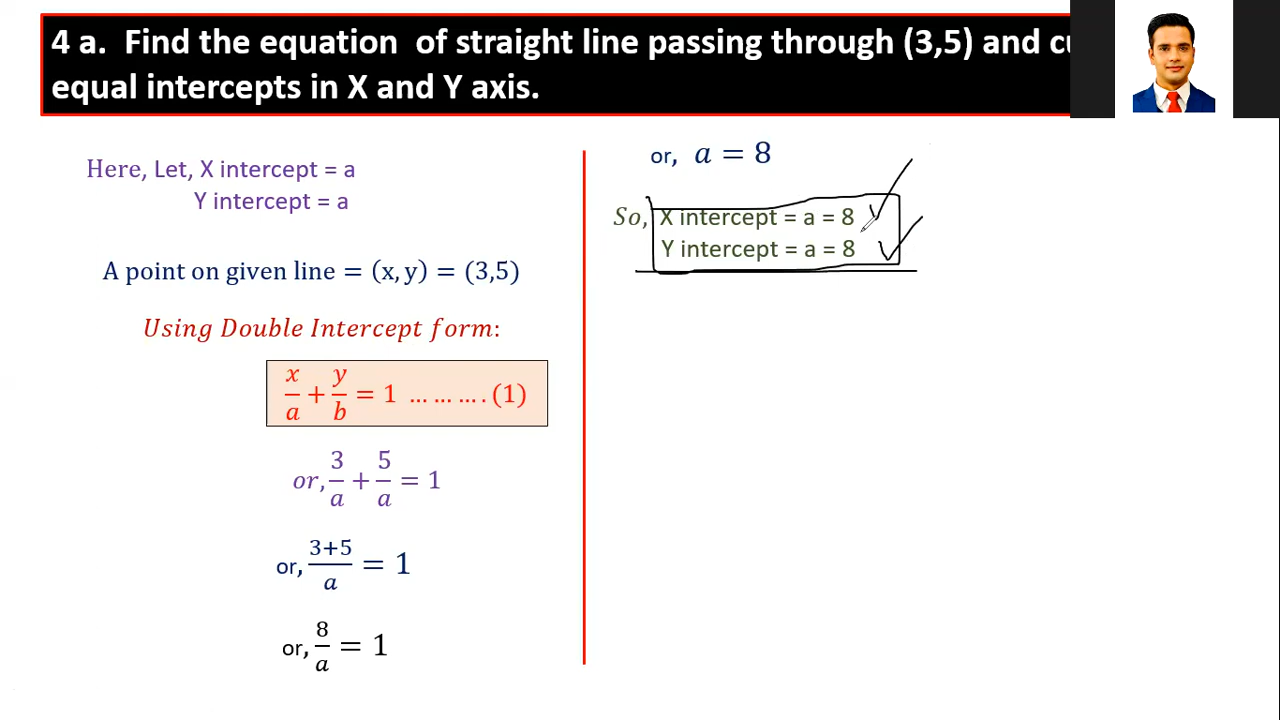 4 a. Find the equation of straight line passing through (3,5) and
equal intercepts in X and Y axis.
Here, Let, X intercept = a
Y intercept = a
A point on given line = (x, y) = (3,5)
Using Double Intercept form:
x/a + y/b = 1 ... ... ... . (1)
or, 3/a + 5/a = 1
or, 3+5/a = 1
or, 8/a = 1
or, a = 8
So, X intercept = a = 8
Y intercept = a = 8